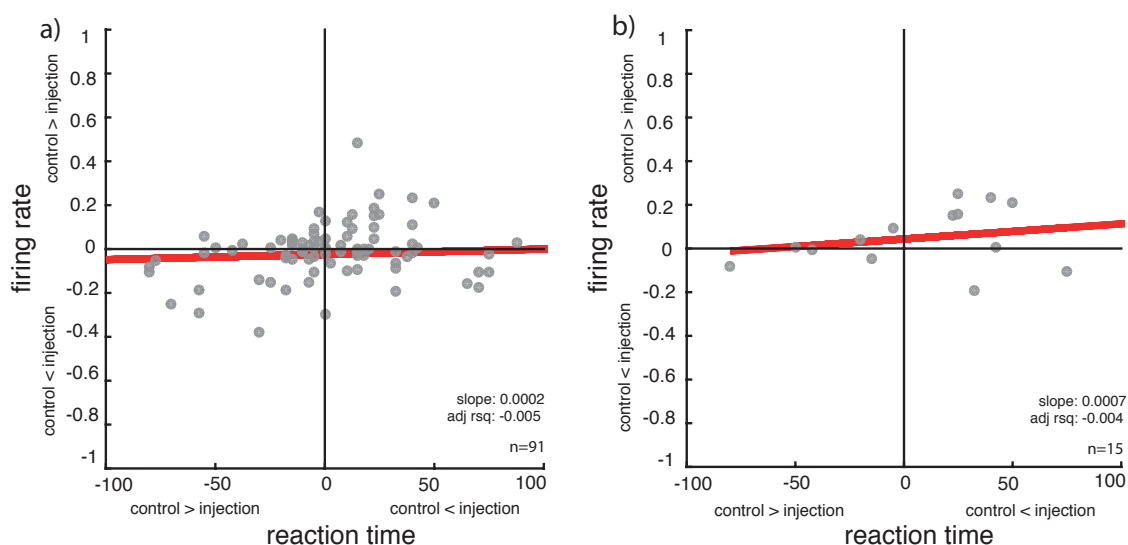 a)
1
0.8
0.6
0.4
0.2
0
-0.2
-0.4
-0.6
-0.8
-1
control > injection
firing rate
control < injection
slope: 0.0002
adj rsq: -0.005
n=91
-100
-50
0
50
100
control > injection
control < injection
reaction time
b)
1
0.8
0.6
0.4
0.2
0
-0.2
-0.4
-0.6
-0.8
-1
control > injection
firing rate
control < injection
slope: 0.0007
adj rsq: -0.004
n=15
-100
-50
0
50
100
control > injection
control < injection
reaction time